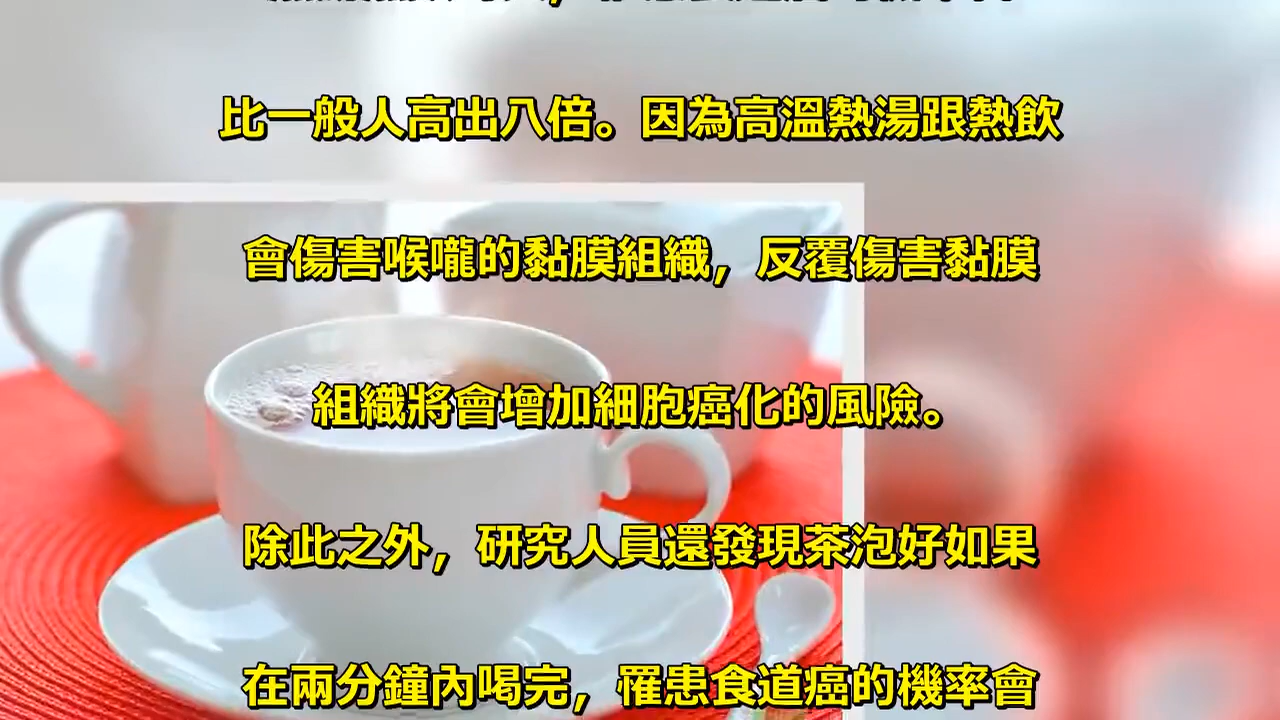 比一般人高出八倍。因為高溫熱湯跟熱飲
會傷害喉嚨的黏膜組織，反覆傷害黏膜
組織將會增加細胞癌化的風險。
除此之外，研究人員還發現茶泡好如果
在兩分鐘內喝完，罹患食道癌的機率會